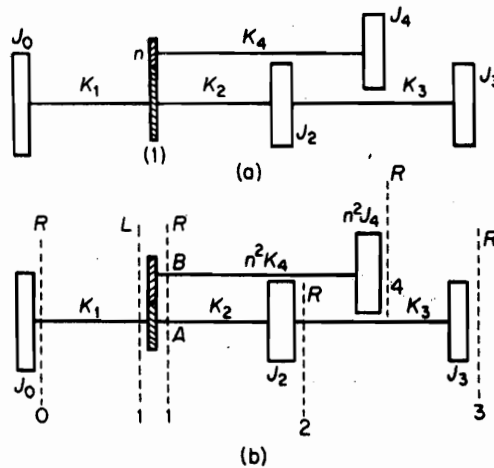 J₀ n K₄ J₄
K₁ K₂ K₃ J₃
J₂
(1)
(a)
R
R L R n²J₄ R
B n²K₄ R
K₁ K₂ 4 K₃
A
J₀ J₂ J₃
0 1 1 2 3
(b)